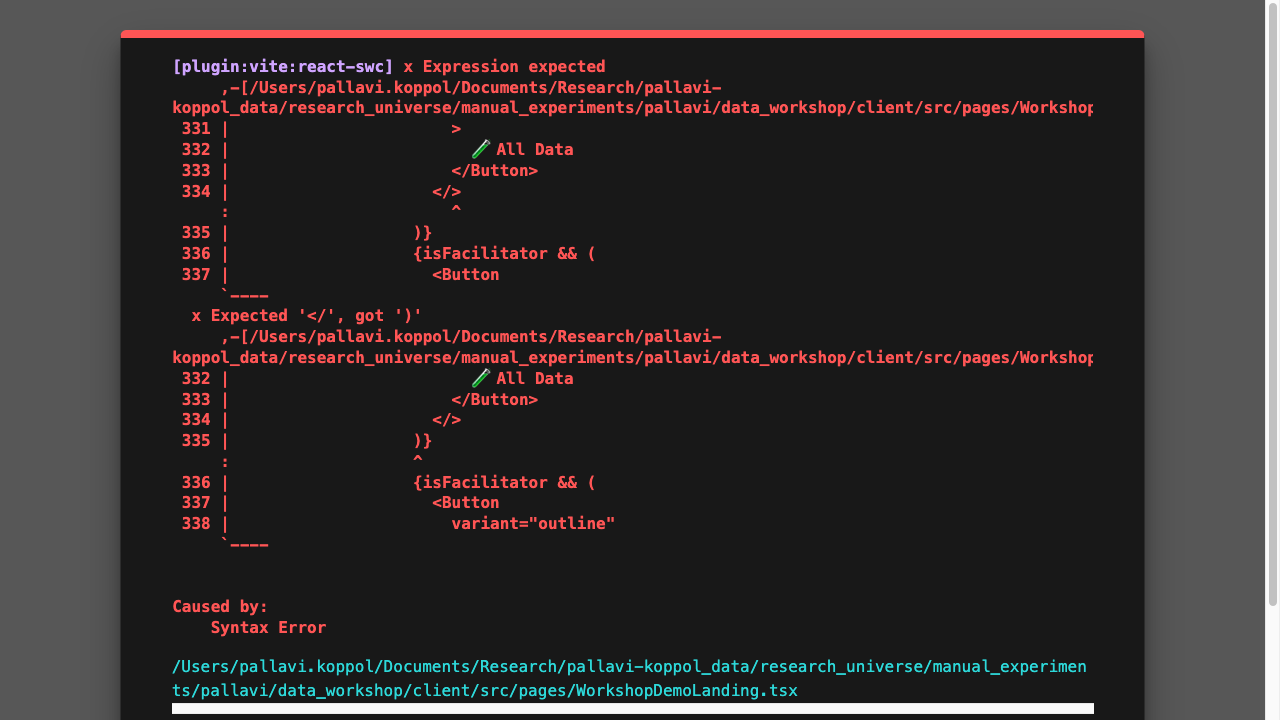 [plugin:vite:react-swc] x Expression expected
,-[/Users/pallavi.koppol/Documents/Research/pallavi-
koppol_data/research_universe/manual_experiments/pallavi/data_workshop/client/src/pages/Workshop
331 | >
332 | 🧪 All Data
333 | </Button>
334 | </>
: ^
335 | )}
336 | {isFacilitator && (
337 | <Button
`----
x Expected '</', got ')'
,-[/Users/pallavi.koppol/Documents/Research/pallavi-
koppol_data/research_universe/manual_experiments/pallavi/data_workshop/client/src/pages/Workshop
332 | 🧪 All Data
333 | </Button>
334 | </>
335 | )}
: ^
336 | {isFacilitator && (
337 | <Button
338 | variant="outline"
`----
Caused by:
Syntax Error
/Users/pallavi.koppol/Documents/Research/pallavi-koppol_data/research_universe/manual_experimen
ts/pallavi/data_workshop/client/src/pages/WorkshopDemoLanding.tsx